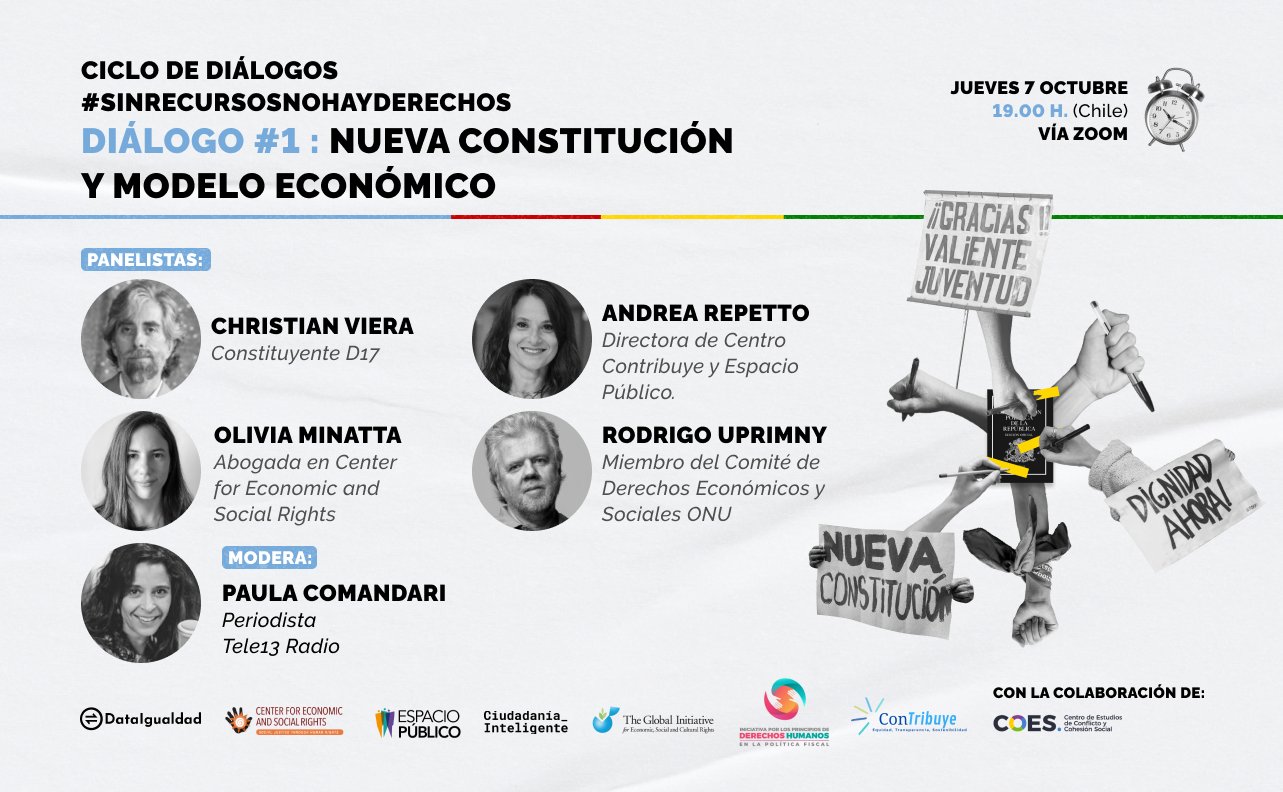 CICLO DE DIÁLOGOS
#SINRECURSOSNOHAYDERECHOS
DIÁLOGO #1 : NUEVA CONSTITUCIÓN
Y MODELO ECONÓMICO
JUEVES 7 OCTUBRE
19.00 H. (Chile)
VÍA ZOOM
PANELISTAS:
CHRISTIAN VIERA
Constituyente D17
ANDREA REPETTO
Directora de Centro
Contribuye y Espacio
Público.
OLIVIA MINATTA
Abogada en Center
for Economic and
Social Rights
RODRIGO UPRIMNY
Miembro del Comité de
Derechos Económicos y
Sociales ONU
MODERA:
PAULA COMANDARI
Periodista
Tele13 Radio
¡¡GRACIAS!!
VALIENTE
JUVENTUD
DE LA
REPÚBLICA
DIGNIDAD
AHORA!
NUEVA
CONSTITUCIÓN
DataIgualdad
CENTER FOR ECONOMIC
AND SOCIAL RIGHTS
SOCIAL JUSTICE THROUGH HUMAN RIGHTS
ESPACIO
PÚBLICO
Ciudadanía_
Inteligente
The Global Initiative
for Economic, Social and Cultural Rights
INICIATIVA POR LOS PRINCIPIOS DE
DERECHOS HUMANOS
EN LA POLÍTICA FISCAL
ConTribuye
Equidad, Transparencia, Sostenibilidad
CON LA COLABORACIÓN DE:
COES.
Centro de Estudios
de Conflicto y
Cohesión Social